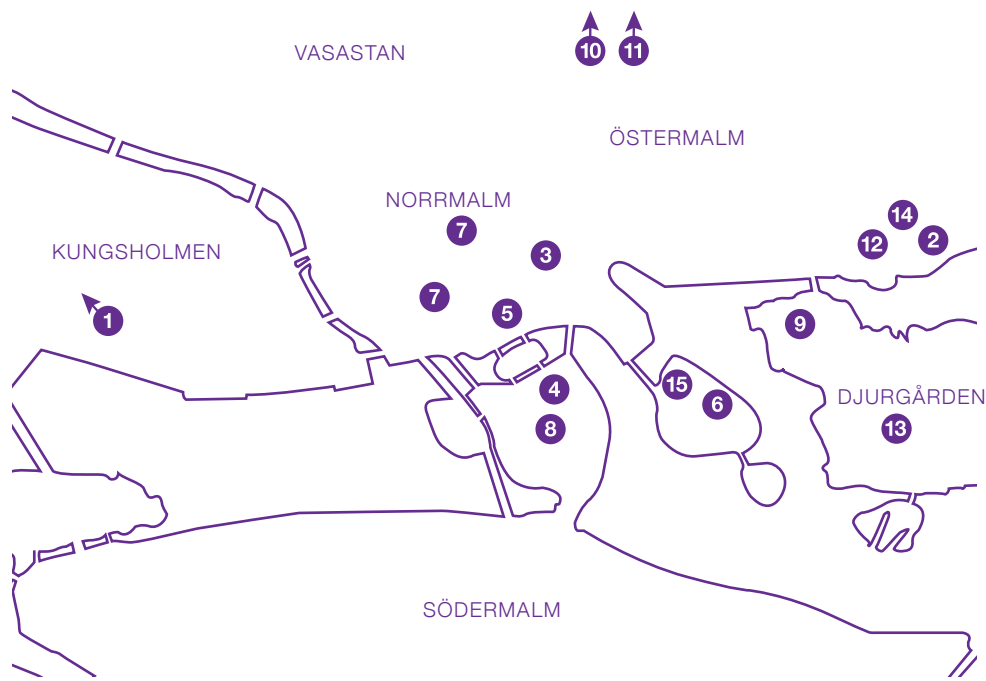 10 11
VASASTAN
ÖSTERMALM
NORRMALM
14
7
12
2
KUNGSHOLMEN
3
7
1
5
9
15
4
6
DJURGÅRDEN
8
13
SÖDERMALM